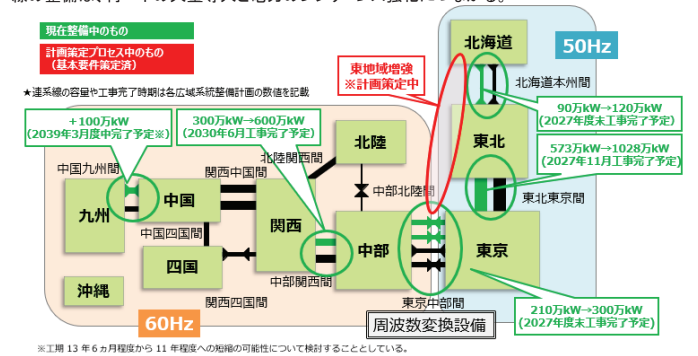 現在整備中のもの
計画策定プロセス中のもの
（基本要件策定済）
★連系線の容量や工事完了時期は各広域系統整備計画の数値を記載
東地域増強
※計画策定中
北海道
50Hz
北海道本州間
90万kW→120万kW
(2027年度末工事完了予定)
＋100万kW
(2039年3月度中完了予定※)
300万kW→600万kW
(2030年6月工事完了予定)
北陸関西間
北陸
東北
573万kW→1028万kW
(2027年11月工事完了予定)
中国九州間
関西中国間
中部北陸間
東北東京間
九州
中国
関西
中国四国間
中部
東京
四国
中部関西間
沖縄
関西四国間
東京中部間
210万kW→300万kW
(2027年度末工事完了予定)
60Hz
周波数変換設備
※工期 13 年 6 ヵ月程度から 11 年程度への短縮の可能性について検討することとしている。